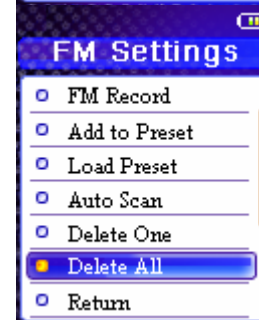 FM Settings
FM Record
Add to Preset
Load Preset
Auto Scan
Delete One
Delete All
Return